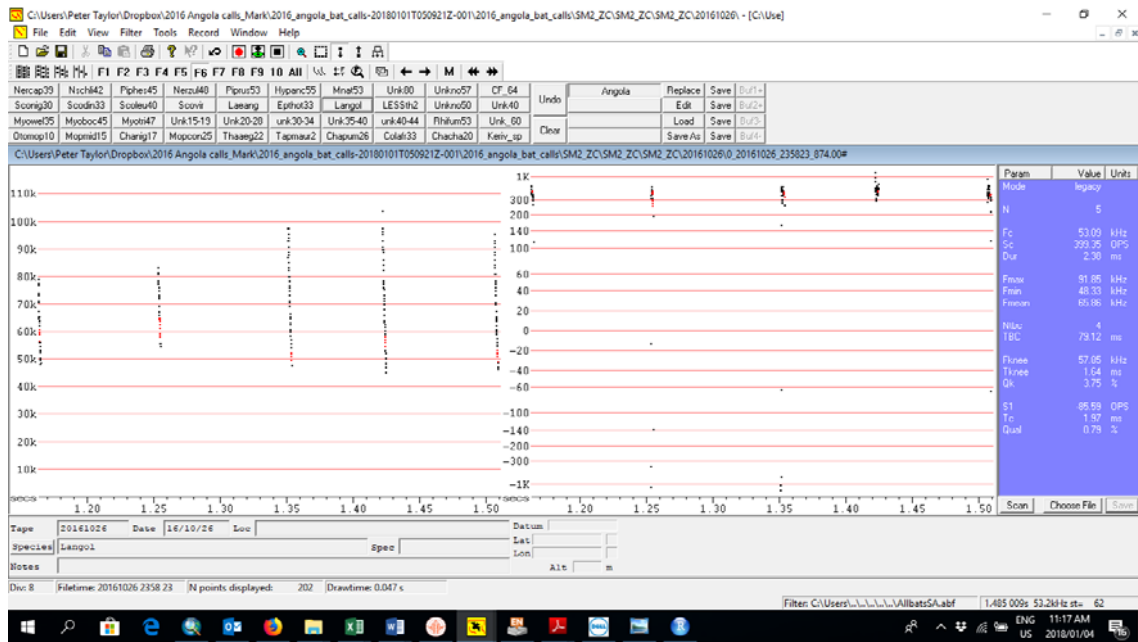 C:\Users\Peter Taylor\Dropbox\2016 Angola calls_Mark\2016_angola_bat_calls-20180101T050921Z-001\2016_angola_bat_calls\SM2_ZC\SM2_ZC\SM2_ZC\20161026\ - [C:\Use]
File Edit View Filter Tools Record Window Help
F1 F2 F3 F4 F5 F6 F7 F8 F9 10 All M
Nercap39 Nschli42 Piphes45 Nerzul48 Piprus53 Hypanc55 Mnat53 Unk80 Unkno57 CF_64 Angola Replace Save Buf1-
Sconig30 Scodin33 Scoleu40 Scovir Laeang Epthot33 Langol LESSth2 Unkno50 Unk40 Undo Edit Save Buf2-
Myowel35 Myoboc45 Myotri47 Unk15-19 Unk20-28 unk30-34 Unk35-40 unk40-44 Rhifum53 Unk_60 Load Save Buf3-
Otomop10 Mopmid15 Chanig17 Mopcon25 Thaaeg22 Tapmaur2 Chapum26 Colafr33 Chacha20 Keriv_sp Clear Save As Save Buf4-
C:\Users\Peter Taylor\Dropbox\2016 Angola calls_Mark\2016_angola_bat_calls-20180101T050921Z-001\2016_angola_bat_calls\SM2_ZC\SM2_ZC\SM2_ZC\20161026\0_20161026_235823_874.00#
110k
100k
90k
80k
70k
60k
50k
40k
30k
20k
10k
secs 1.20 1.25 1.30 1.35 1.40 1.45 1.50
1K
300
200
140
100
60
40
20
0
-20
-40
-60
-100
-140
-200
-300
-1K
secs 1.20 1.25 1.30 1.35 1.40 1.45 1.50
Param Value Units
Mode legacy
N 5
Fc 53.09 kHz
Sc 399.35 OPS
Dur 2.38 ms
Fmax 91.85 kHz
Fmin 48.33 kHz
Fmean 65.86 kHz
Ntbc 4
TBC 79.12 ms
Fknee 57.05 kHz
Tknee 1.64 ms
Qk 3.75 %
S1 -85.59 OPS
Tc 1.97 ms
Qual 0.79 %
Scan Choose File Save
Tape 20161026 Date 16/10/26 Loc Datum
Species Langol Spec Lat
Lon
Notes Alt m
Div: 8 Filetime: 20161026 2358 23 N points displayed: 202 Drawtime: 0.047 s
Filter: C:\Users\...\...\...\...\...\AllbatsSA.abf 1.485 009s 53.2kHz st= 62
ENG 11:17 AM
US 2018/01/04